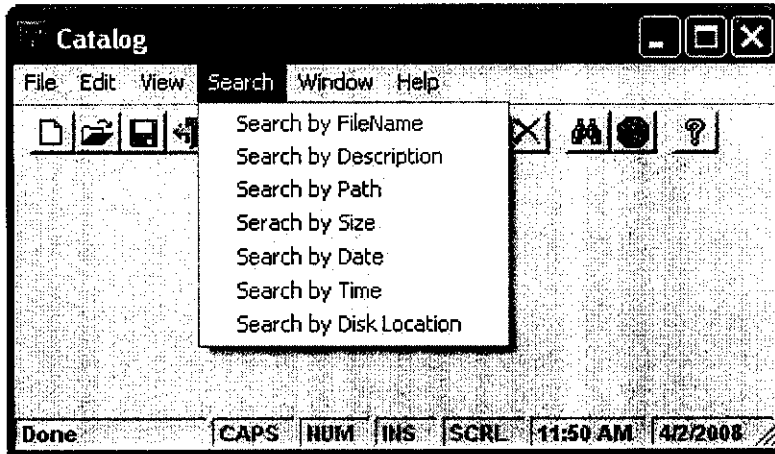 Catalog
File Edit View Search Window Help
Search by FileName
Search by Description
Search by Path
Serach by Size
Search by Date
Search by Time
Search by Disk Location
Done CAPS NUM INS SCRL 11:50 AM 4/2/2008